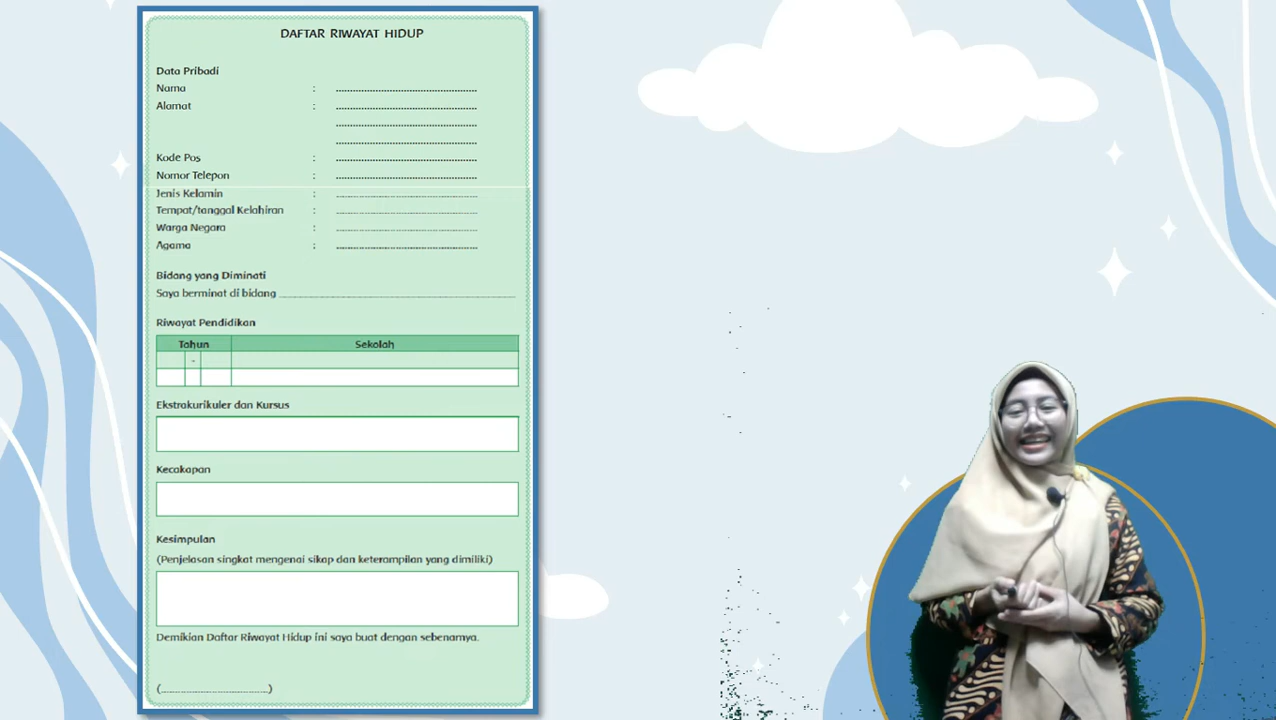 DAFTAR RIWAYAT HIDUP
Data Pribadi
Nama : ........................................
Alamat : ........................................
........................................
........................................
Kode Pos : ........................................
Nomor Telepon : ........................................
Jenis Kelamin : ........................................
Tempat/tanggal Kelahiran : ........................................
Warga Negara : ........................................
Agama : ........................................
Bidang yang Diminati
Saya berminat di bidang ........................................
Riwayat Pendidikan
Tahun Sekolah
-
Ekstrakurikuler dan Kursus
Kecakapan
Kesimpulan
(Penjelasan singkat mengenai sikap dan keterampilan yang dimiliki)
Demikian Daftar Riwayat Hidup ini saya buat dengan sebenarnya.
(........................................)